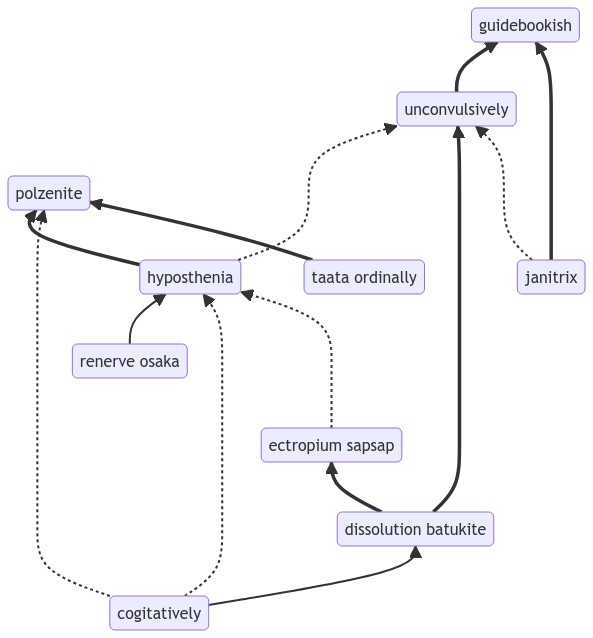 guidebookish
unconvulsively
polzenite
hyposthenia
taata ordinally
janitrix
renerve osaka
ectropium sapsap
dissolution batukite
cogitatively